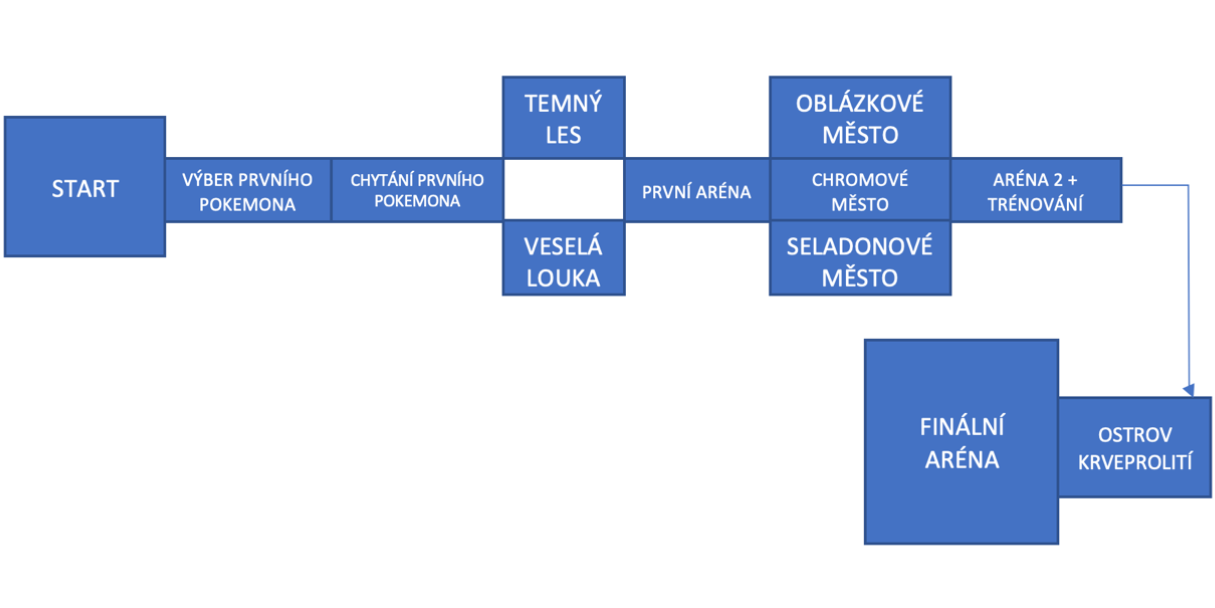 START
VÝBER PRVNÍHO
POKEMONA
CHYTÁNÍ PRVNÍHO
POKEMONA
TEMNÝ
LES
VESELÁ
LOUKA
PRVNÍ ARÉNA
OBLÁZKOVÉ
MĚSTO
CHROMOVÉ
MĚSTO
SELADONOVÉ
MĚSTO
ARÉNA 2 +
TRÉNOVÁNÍ
OSTROV
KRVEPROLITÍ
FINÁLNÍ
ARÉNA